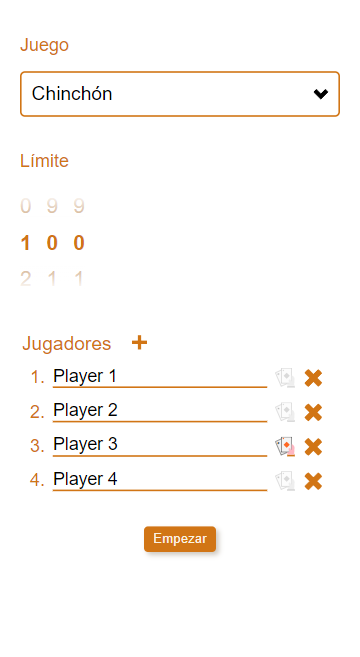 Juego
Chinchón
Límite
0 9 9
1 0 0
2 1 1
Jugadores +
1. Player 1
2. Player 2
3. Player 3
4. Player 4
Empezar